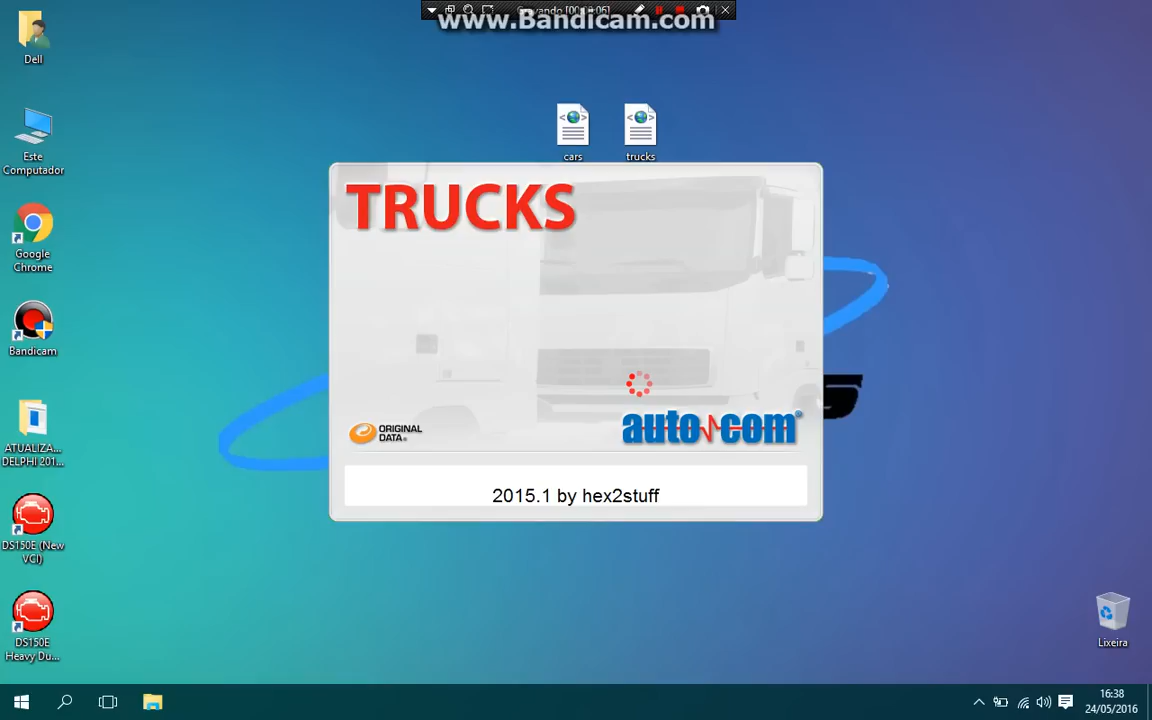 www.Bandicam.com
Dell
Este
Computador
Google
Chrome
Bandicam
ATUALIZA...
DELPHI 201...
DS150E (New
VCI)
DS150E
Heavy Du...
cars
trucks
TRUCKS
ORIGINAL
DATA®
auto com®
2015.1 by hex2stuff
Lixeira
16:38
24/05/2016